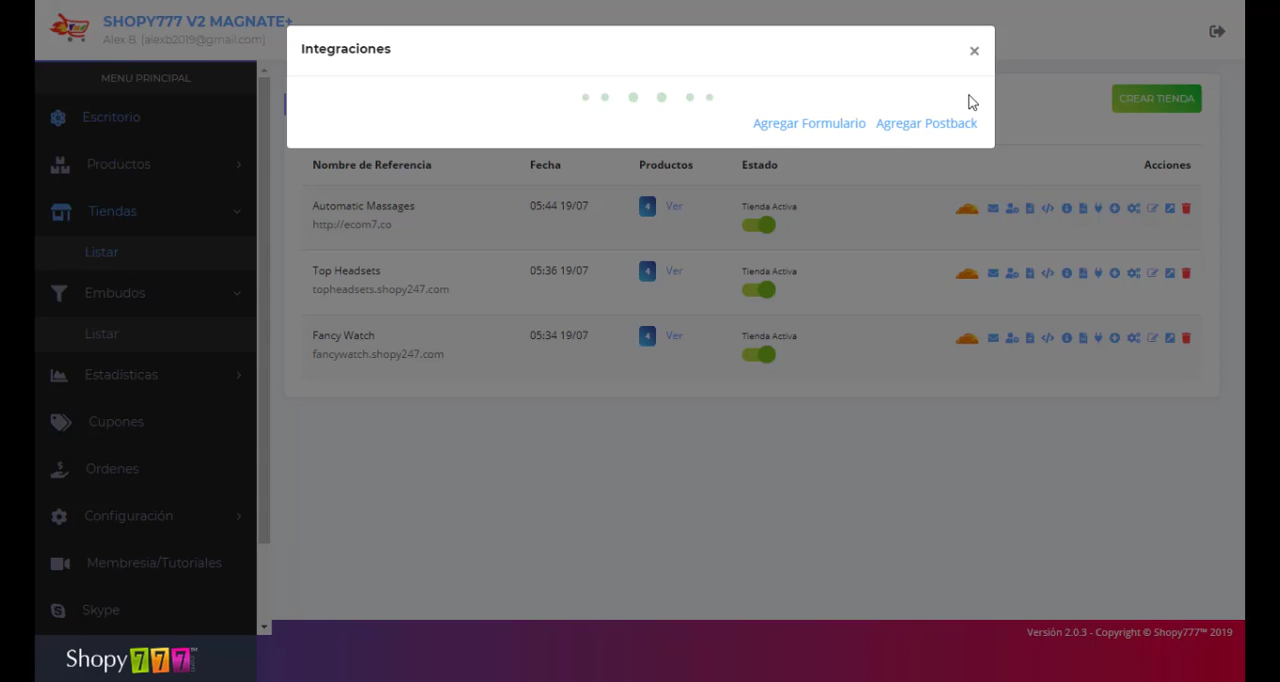 SHOPY777 V2 MAGNATE+
Alex B. [alexb2019@gmail.com]
Integraciones
×
MENU PRINCIPAL
Escritorio
CREAR TIENDA
Agregar Formulario Agregar Postback
Productos
Nombre de Referencia Fecha Productos Estado Acciones
Tiendas
Automatic Massages 05:44 19/07 4 Ver Tienda Activa
http://ecom7.co
Listar
Top Headsets 05:36 19/07 4 Ver Tienda Activa
topheadsets.shopy247.com
Embudos
Listar
Fancy Watch 05:34 19/07 4 Ver Tienda Activa
fancywatch.shopy247.com
Estadísticas
Cupones
Ordenes
Configuración
Membresia/Tutoriales
Skype
Versión 2.0.3 - Copyright © Shopy777™ 2019
Shopy777™